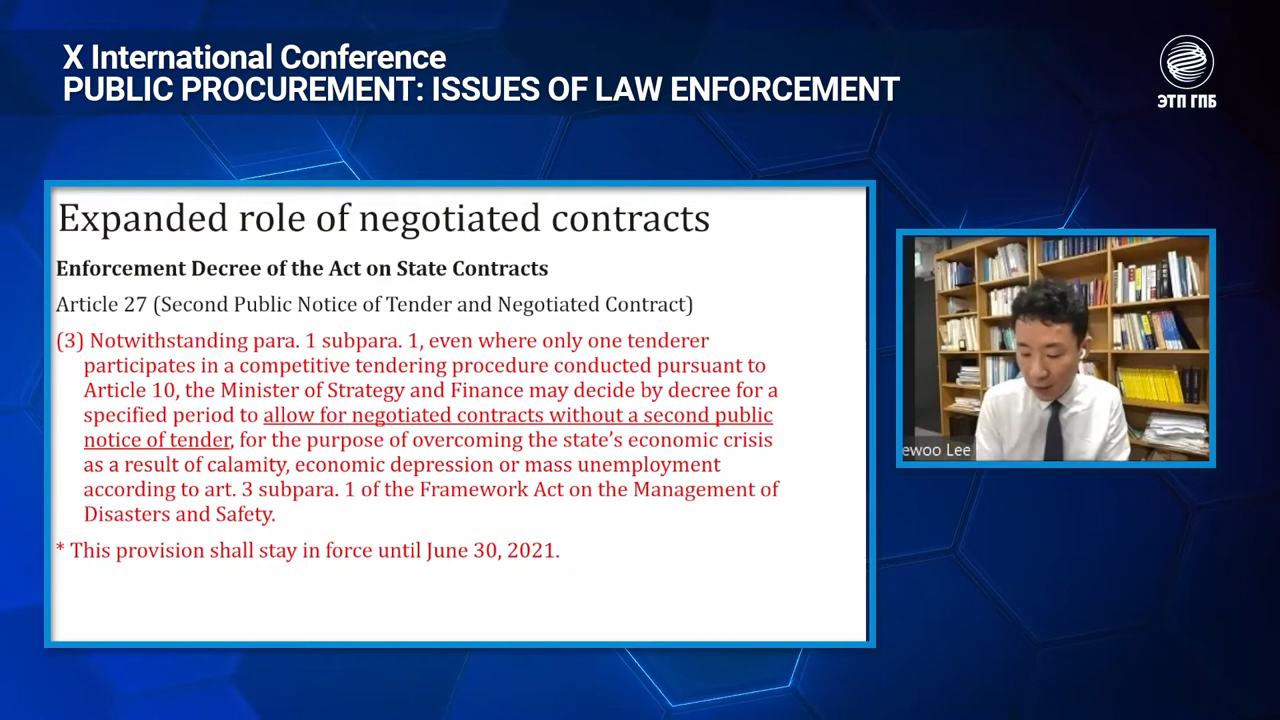 X International Conference
PUBLIC PROCUREMENT: ISSUES OF LAW ENFORCEMENT
ЭТП ГПБ
Expanded role of negotiated contracts
Enforcement Decree of the Act on State Contracts
Article 27 (Second Public Notice of Tender and Negotiated Contract)
(3) Notwithstanding para. 1 subpara. 1, even where only one tenderer
participates in a competitive tendering procedure conducted pursuant to
Article 10, the Minister of Strategy and Finance may decide by decree for a
specified period to allow for negotiated contracts without a second public
notice of tender, for the purpose of overcoming the state's economic crisis
as a result of calamity, economic depression or mass unemployment
according to art. 3 subpara. 1 of the Framework Act on the Management of
Disasters and Safety.
* This provision shall stay in force until June 30, 2021.
ewoo Lee